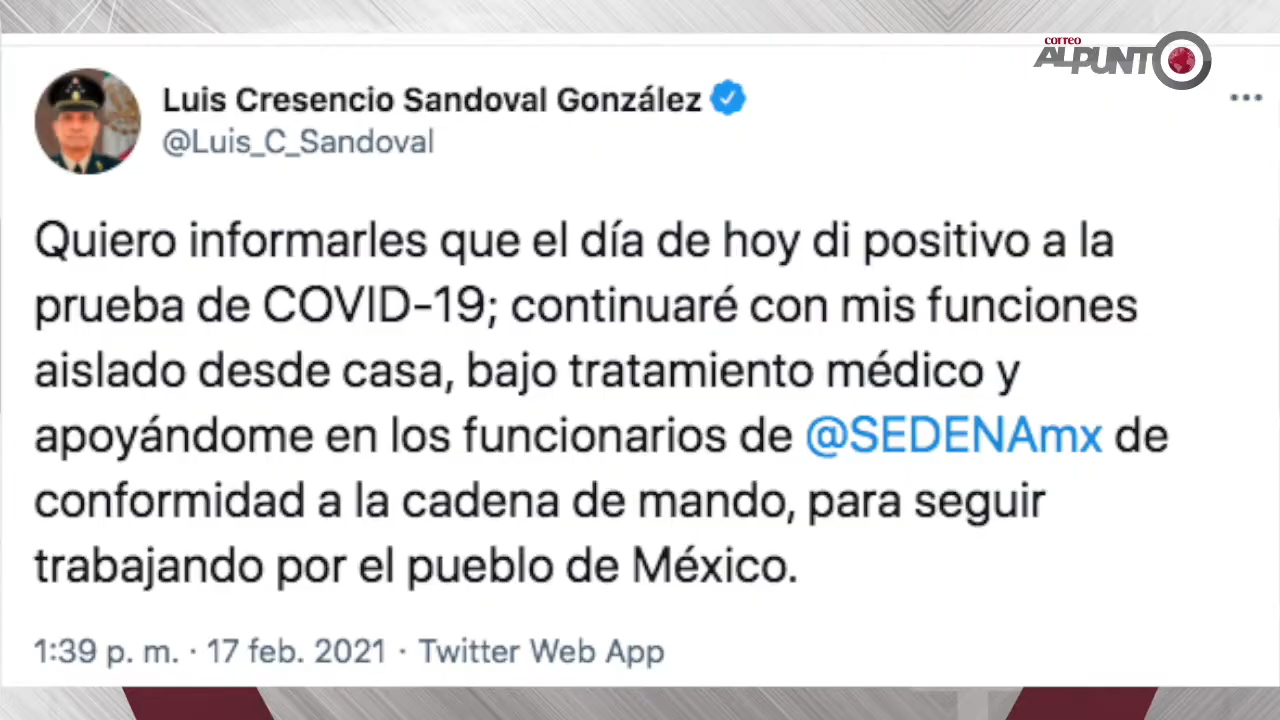 correo
ALPUNTO
Luis Cresencio Sandoval González
@Luis_C_Sandoval
Quiero informarles que el día de hoy di positivo a la
prueba de COVID-19; continuaré con mis funciones
aislado desde casa, bajo tratamiento médico y
apoyándome en los funcionarios de @SEDENAmx de
conformidad a la cadena de mando, para seguir
trabajando por el pueblo de México.
1:39 p. m. · 17 feb. 2021 · Twitter Web App